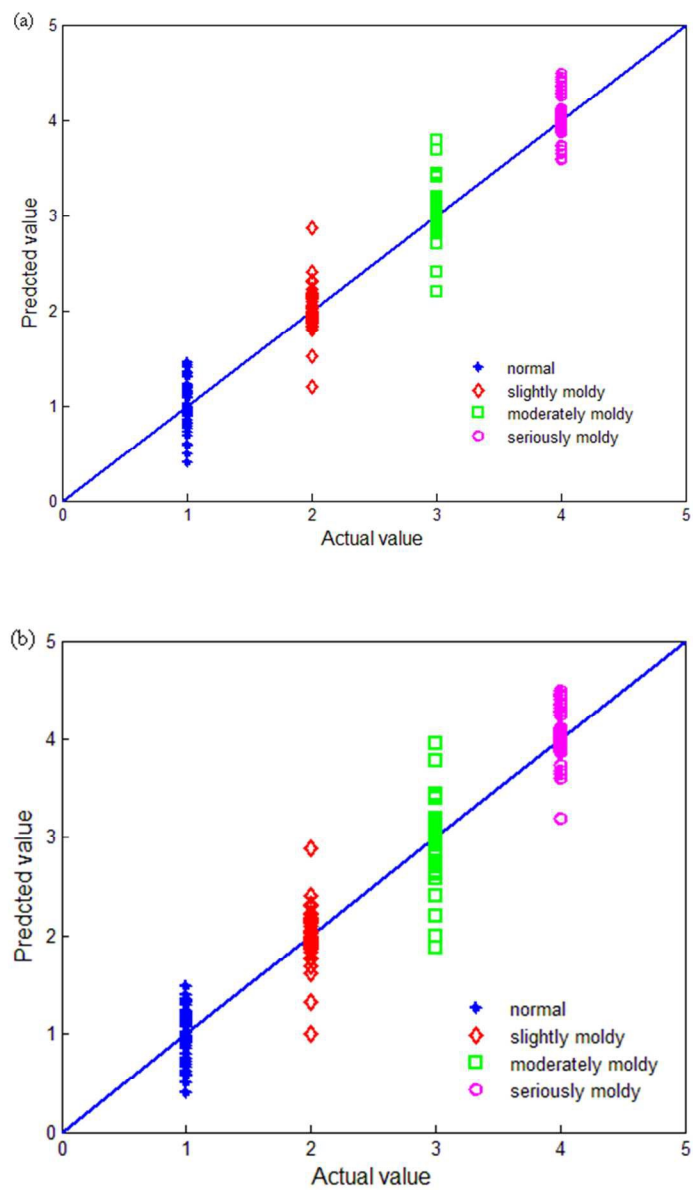 (a)
5
4
3
2
1
0
Predcted value
normal
slightly moldy
moderately moldy
seriously moldy
0 1 2 3 4 5
Actual value
(b)
5
4
3
2
1
0
Predcted value
normal
slightly moldy
moderately moldy
seriously moldy
0 1 2 3 4 5
Actual value